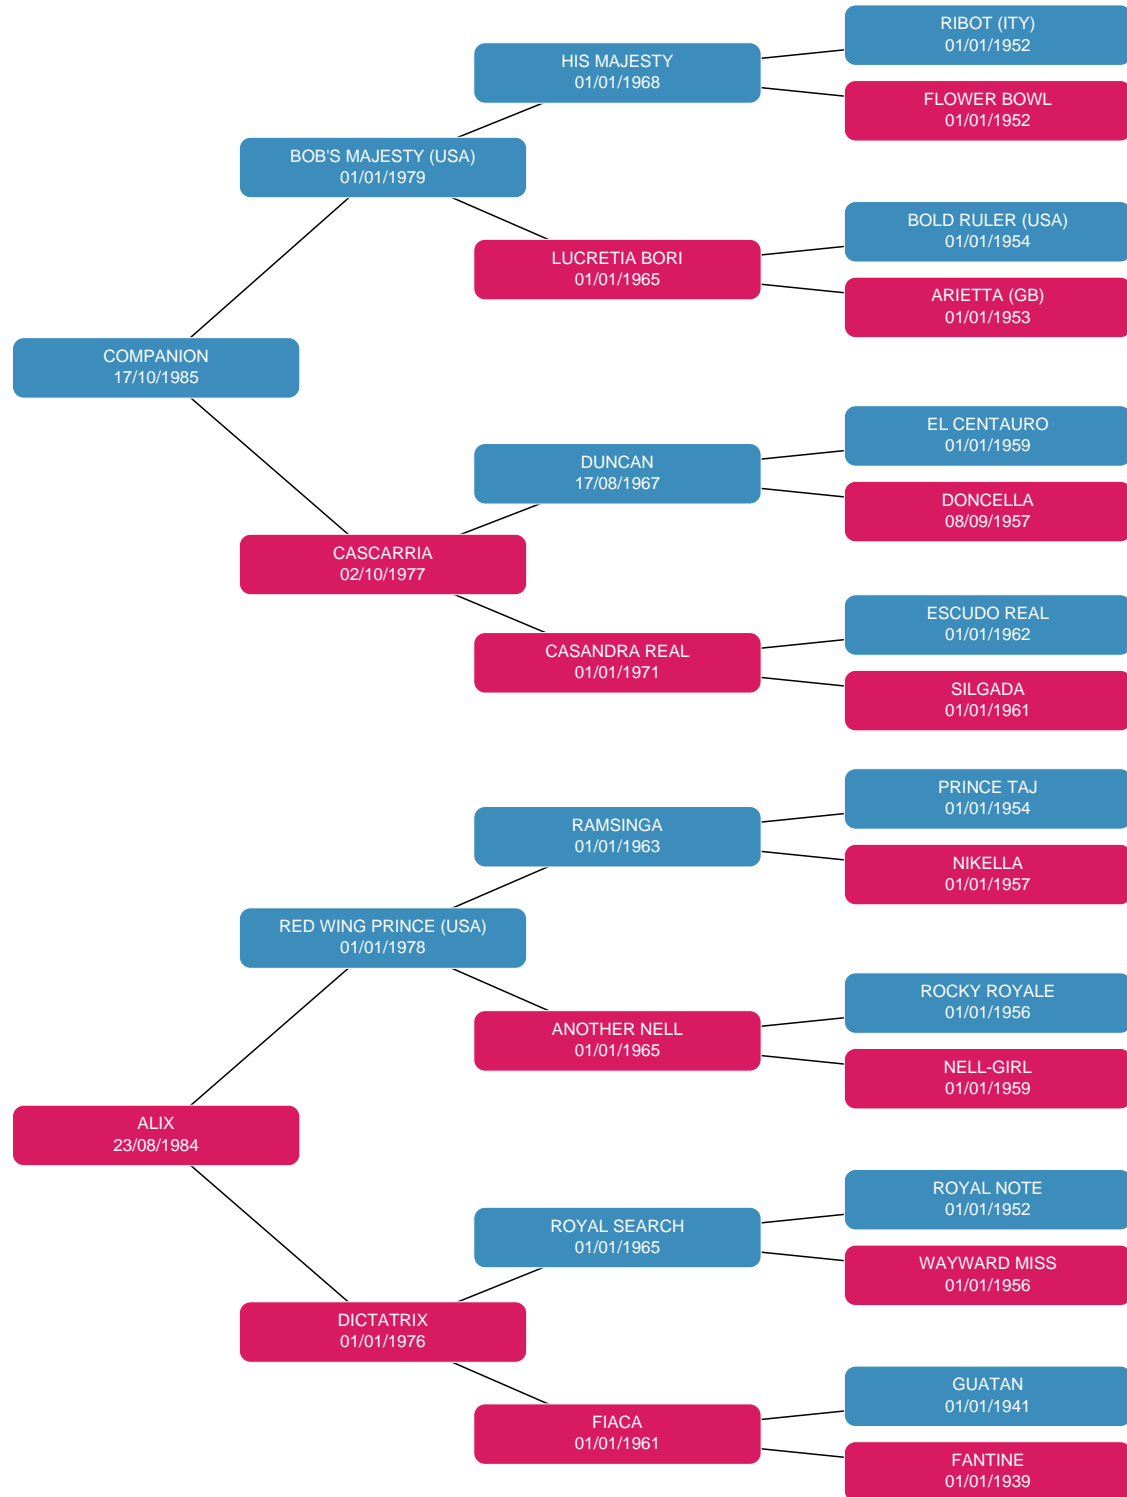 RIBOT (ITY)
01/01/1952
HIS MAJESTY
01/01/1968
FLOWER BOWL
01/01/1952
BOB'S MAJESTY (USA)
01/01/1979
BOLD RULER (USA)
01/01/1954
LUCRETIA BORI
01/01/1965
ARIETTA (GB)
01/01/1953
COMPANION
17/10/1985
EL CENTAURO
01/01/1959
DUNCAN
17/08/1967
DONCELLA
08/09/1957
CASCARRIA
02/10/1977
ESCUDO REAL
01/01/1962
CASANDRA REAL
01/01/1971
SILGADA
01/01/1961
PRINCE TAJ
01/01/1954
RAMSINGA
01/01/1963
NIKELLA
01/01/1957
RED WING PRINCE (USA)
01/01/1978
ROCKY ROYALE
01/01/1956
ANOTHER NELL
01/01/1965
NELL-GIRL
01/01/1959
ALIX
23/08/1984
ROYAL NOTE
01/01/1952
ROYAL SEARCH
01/01/1965
WAYWARD MISS
01/01/1956
DICTATRIX
01/01/1976
GUATAN
01/01/1941
FIACA
01/01/1961
FANTINE
01/01/1939